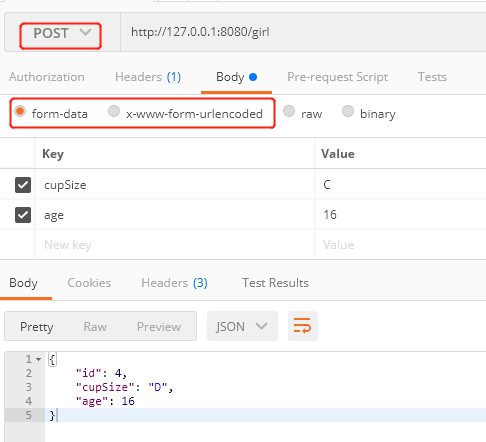 POST http://127.0.0.1:8080/girl
Authorization Headers (1) Body Pre-request Script Tests
form-data x-www-form-urlencoded raw binary
Key Value
cupSize C
age 16
New key Value
Body Cookies Headers (3) Test Results
Pretty Raw Preview JSON
1 {
2 "id": 4,
3 "cupSize": "D",
4 "age": 16
5 }